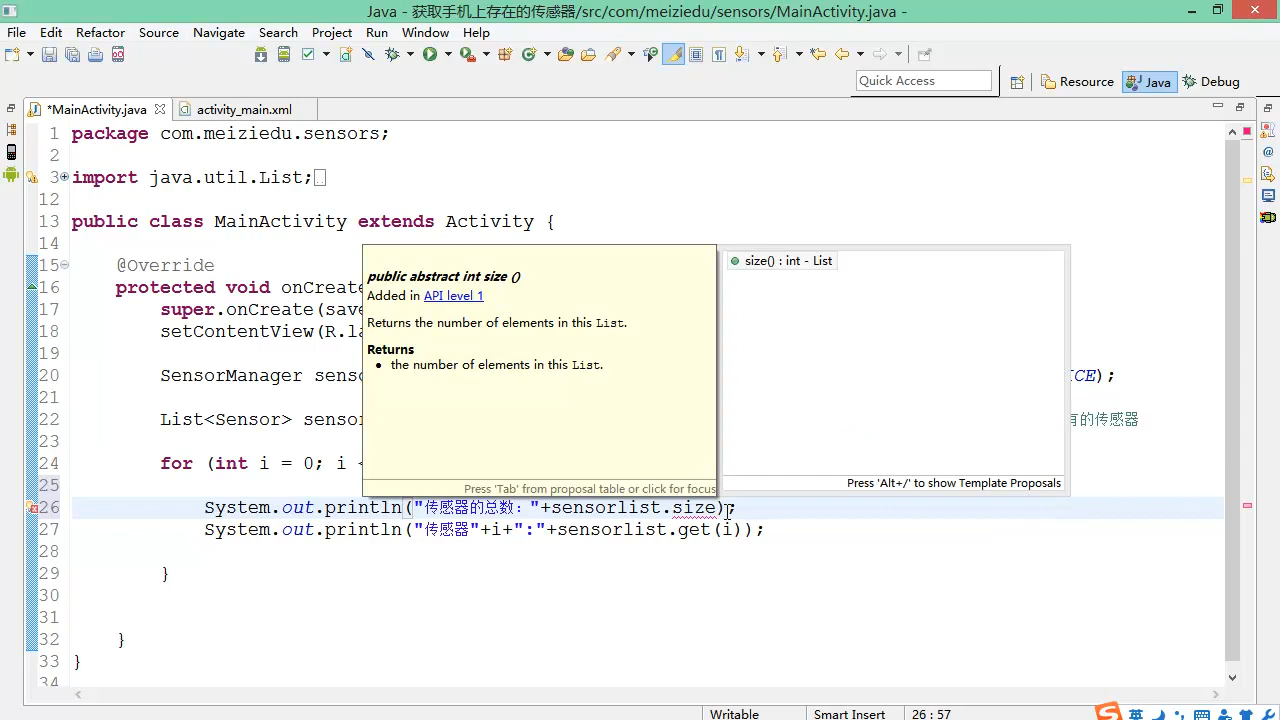 Java - 获取手机上存在的传感器/src/com/meiziedu/sensors/MainActivity.java -
File Edit Refactor Source Navigate Search Project Run Window Help
Quick Access
Resource Java Debug
*MainActivity.java activity_main.xml
1 package com.meiziedu.sensors;
2
3 import java.util.List;
12
13 public class MainActivity extends Activity {
14
15 @Override
16 protected void onCreate
17 super.onCreate(save
18 setContentView(R.la
19
20 SensorManager senso ICE);
21
22 List<Sensor> sensor 有的传感器
23
24 for (int i = 0; i <
25
26 System.out.println("传感器的总数："+sensorlist.size);
27 System.out.println("传感器"+i+":"+sensorlist.get(i));
28
29 }
30
31
32 }
33 }
34
public abstract int size ()
Added in API level 1
Returns the number of elements in this List.
Returns
• the number of elements in this List.
Press 'Tab' from proposal table or click for focus
size() : int - List
Press 'Alt+/' to show Template Proposals
Writable Smart Insert 26 : 57
英